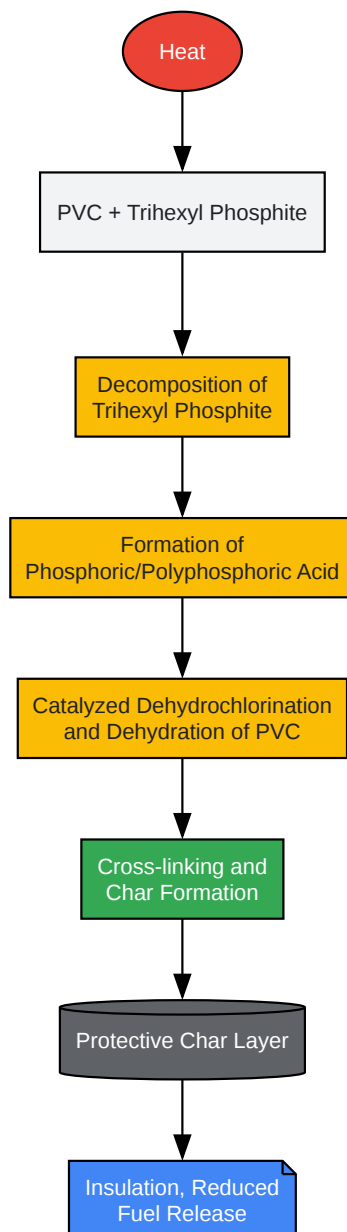 Heat
PVC + Trihexyl Phosphite
Decomposition of
Trihexyl Phosphite
Formation of
Phosphoric/Polyphosphoric Acid
Catalyzed Dehydrochlorination
and Dehydration of PVC
Cross-linking and
Char Formation
Protective Char Layer
Insulation, Reduced
Fuel Release